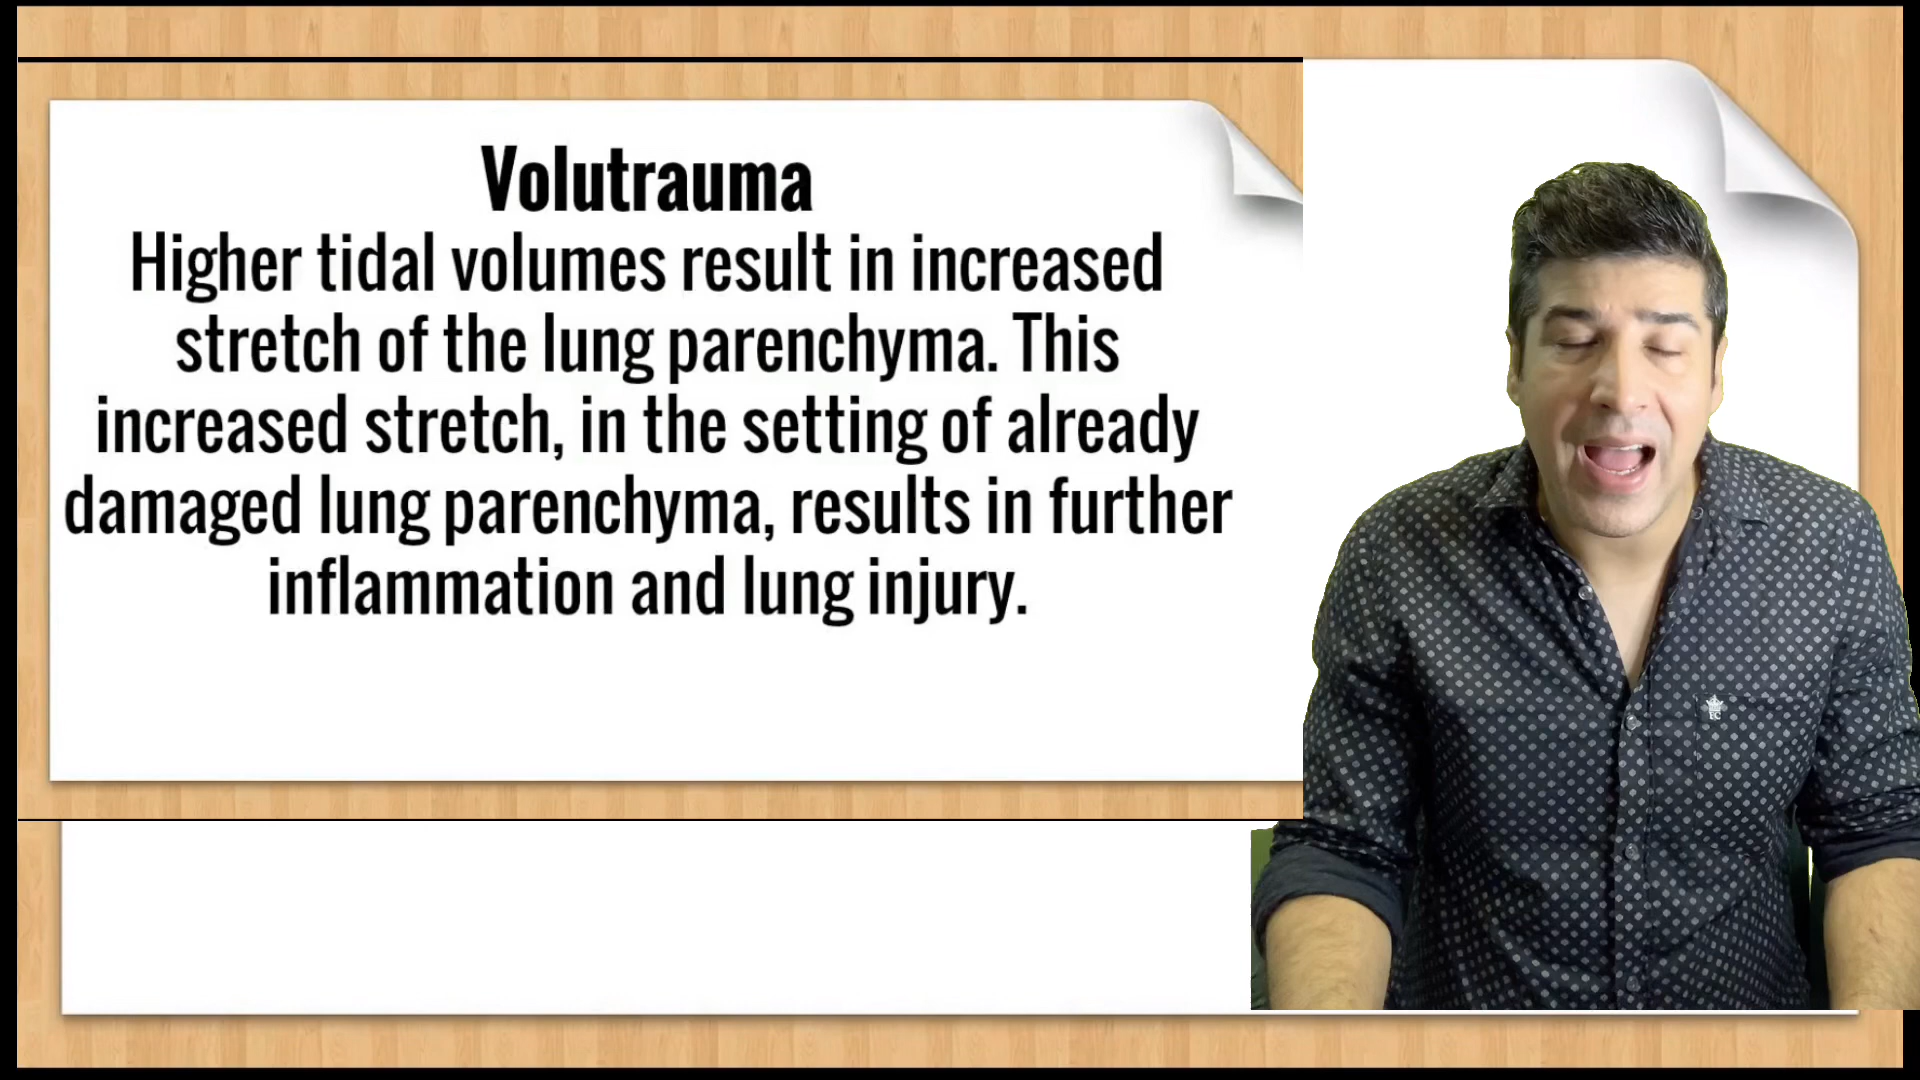 Volutrauma
Higher tidal volumes result in increased
stretch of the lung parenchyma. This
increased stretch, in the setting of already
damaged lung parenchyma, results in further
inflammation and lung injury.
FC